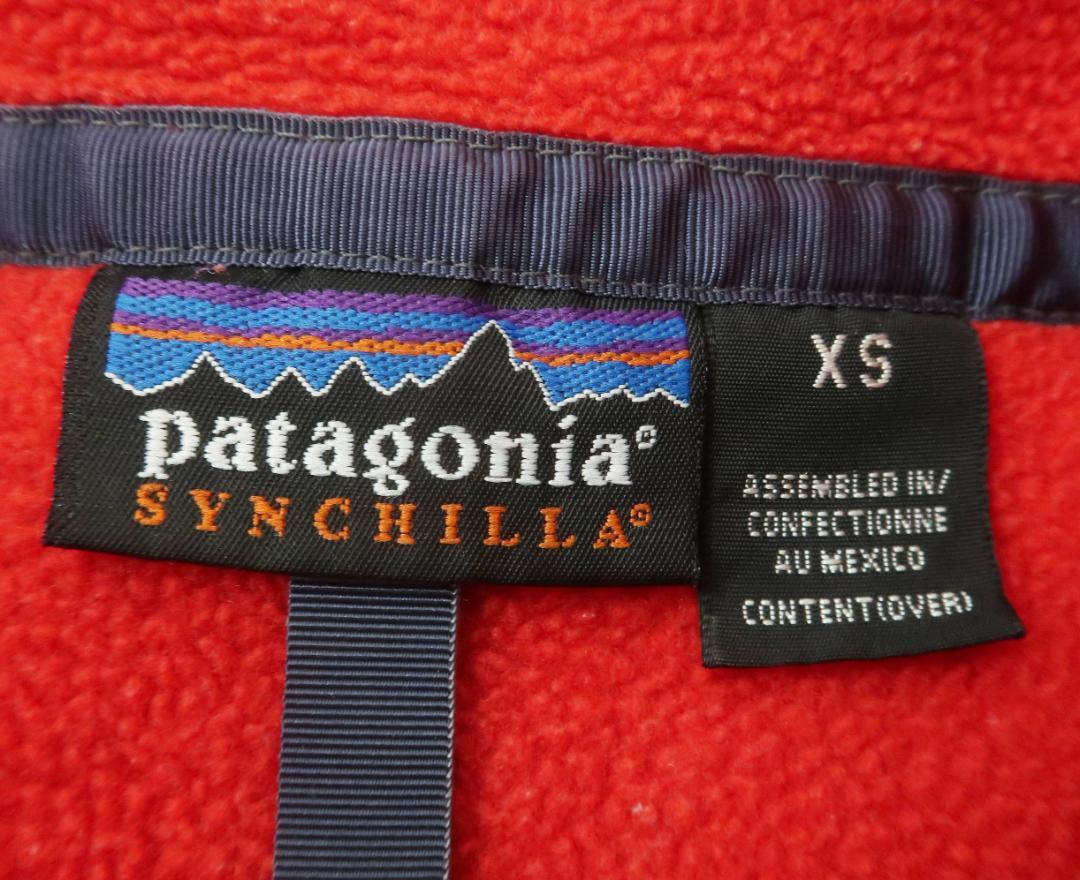 patagonia®
SYNCHILLA®
XS
ASSEMBLED IN/
CONFECTIONNE
AU MEXICO
CONTENT(OVER)